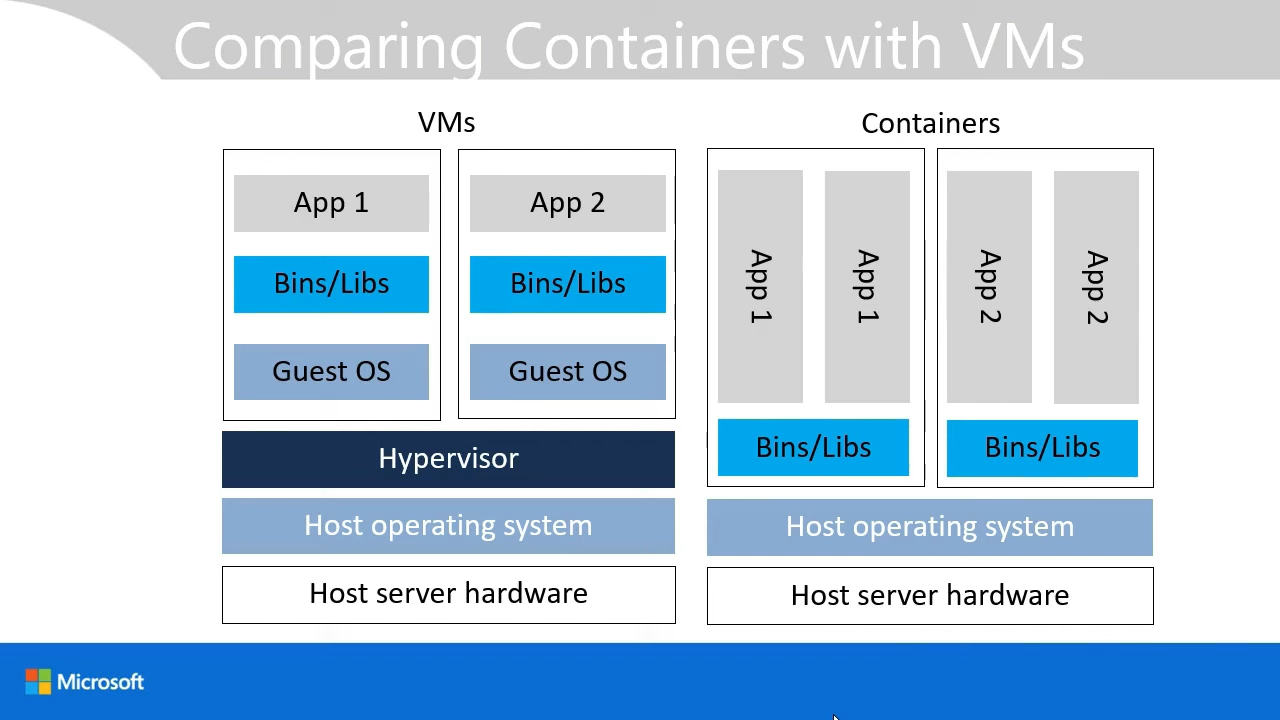 Comparing Containers with VMs
VMs
App 1
App 2
Bins/Libs
Bins/Libs
Guest OS
Guest OS
Hypervisor
Host operating system
Host server hardware
Containers
App 1
App 1
App 2
App 2
Bins/Libs
Bins/Libs
Host operating system
Host server hardware
Microsoft